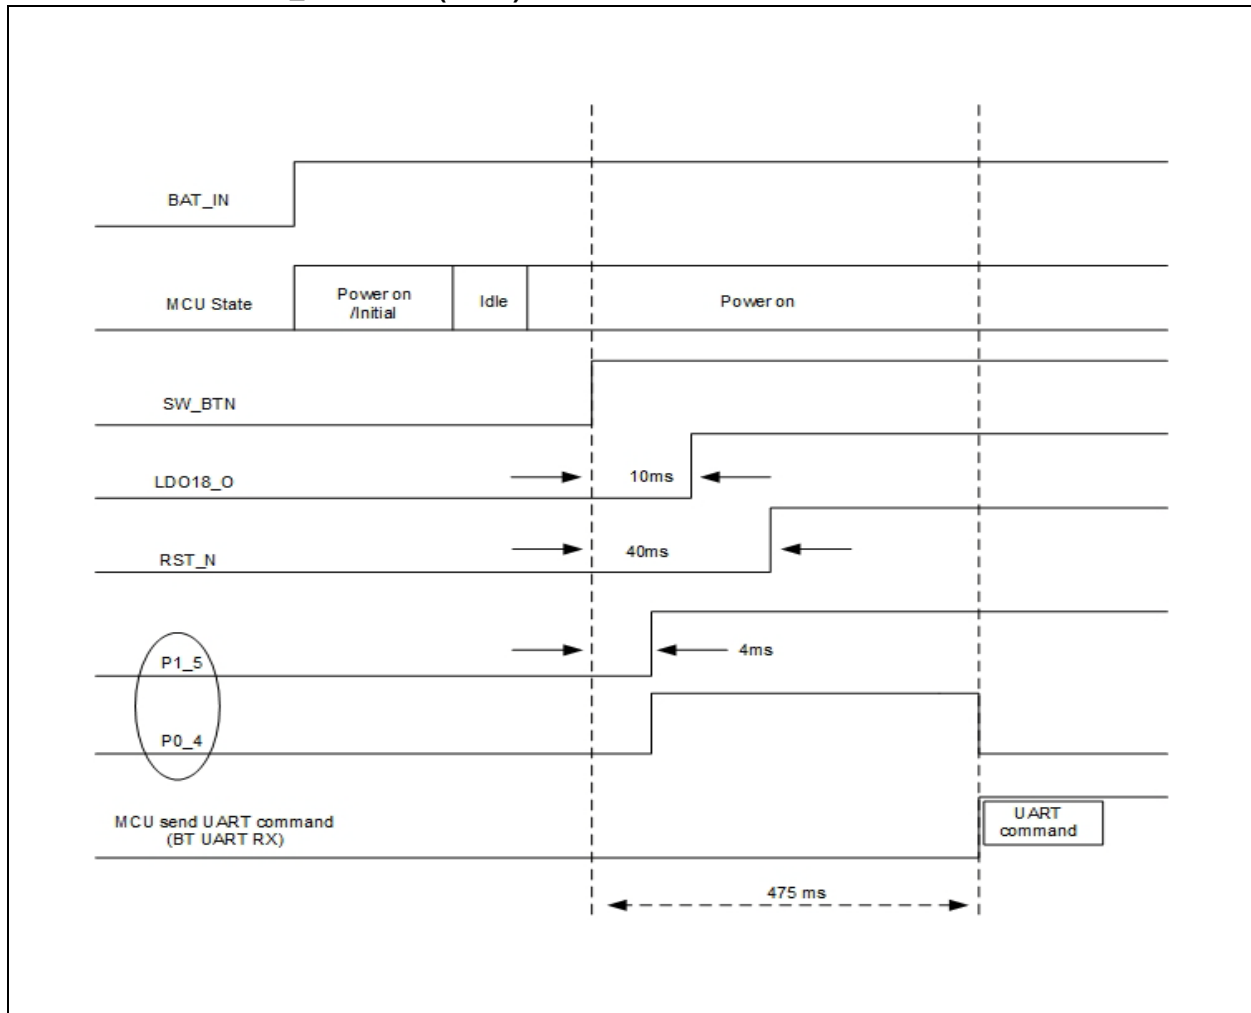 BAT_IN
MCU State
Power on
/Initial
Idle
Power on
SW_BTN
LDO18_O
10ms
RST_N
40ms
P1_5
4ms
P0_4
MCU send UART command
(BT UART RX)
UART
command
475 ms